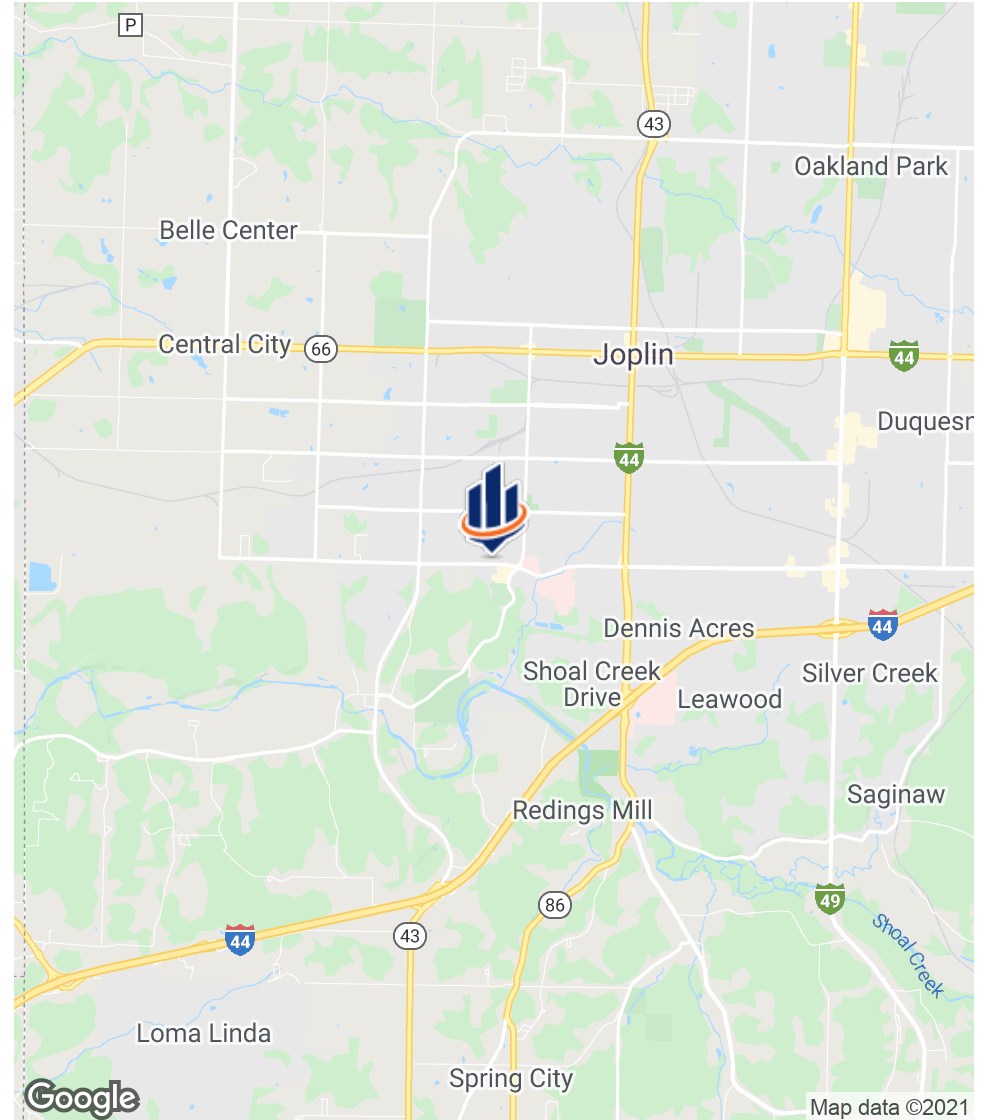 P
43
Oakland Park
Belle Center
Central City
66
Joplin
44
Duquesn
44
44
Dennis Acres
Shoal Creek
Drive
Silver Creek
Leawood
Saginaw
Redings Mill
49
86
Shoal Creek
43
44
Loma Linda
Spring City
Google
Map data ©2021